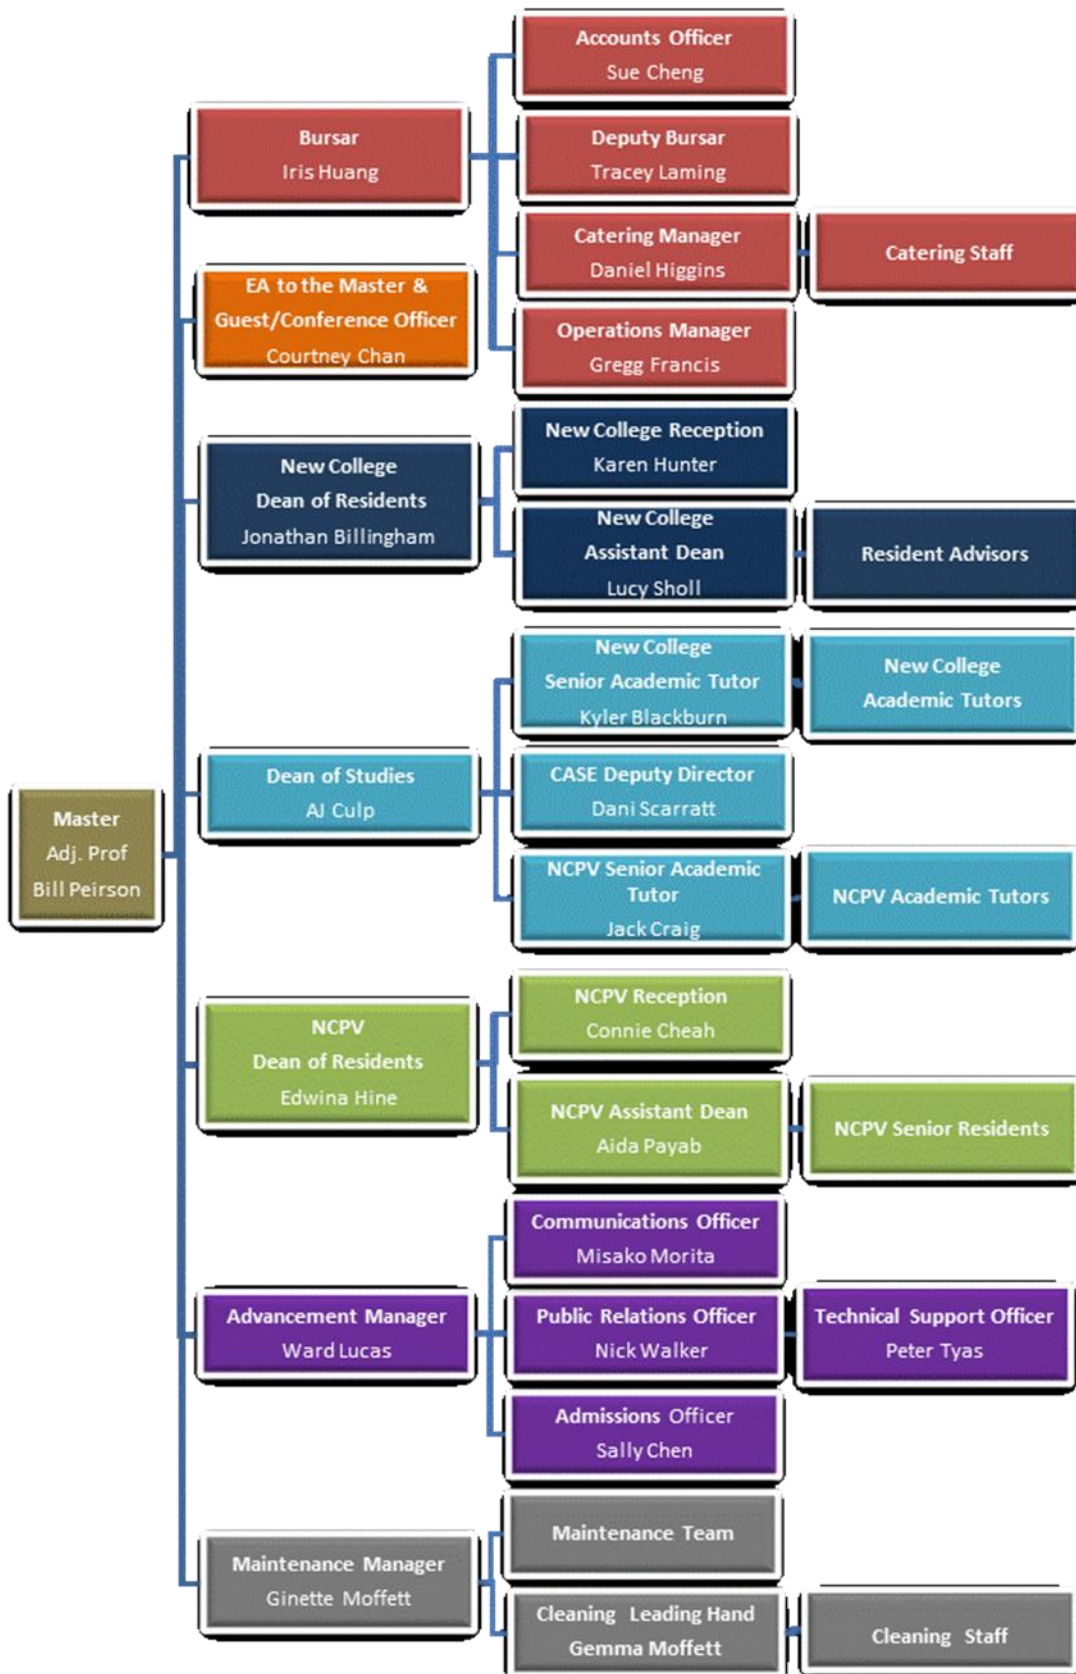 Accounts Officer
Sue Cheng
Bursar
Iris Huang
Deputy Bursar
Tracey Laming
Catering Manager
Daniel Higgins
Catering Staff
EA to the Master &
Guest/Conference Officer
Courtney Chan
Operations Manager
Gregg Francis
New College Reception
Karen Hunter
New College
Dean of Residents
Jonathan Billingham
New College
Assistant Dean
Lucy Sholl
Resident Advisors
New College
Senior Academic Tutor
Kyler Blackburn
New College
Academic Tutors
Dean of Studies
AJ Culp
CASE Deputy Director
Dani Scarratt
Master
Adj. Prof
Bill Peirson
NCPV Senior Academic
Tutor
Jack Craig
NCPV Academic Tutors
NCPV Reception
Connie Cheah
NCPV
Dean of Residents
Edwina Hine
NCPV Assistant Dean
Aida Payab
NCPV Senior Residents
Communications Officer
Misako Morita
Advancement Manager
Ward Lucas
Public Relations Officer
Nick Walker
Technical Support Officer
Peter Tyas
Admissions Officer
Sally Chen
Maintenance Team
Maintenance Manager
Ginette Moffett
Cleaning Leading Hand
Gemma Moffett
Cleaning Staff